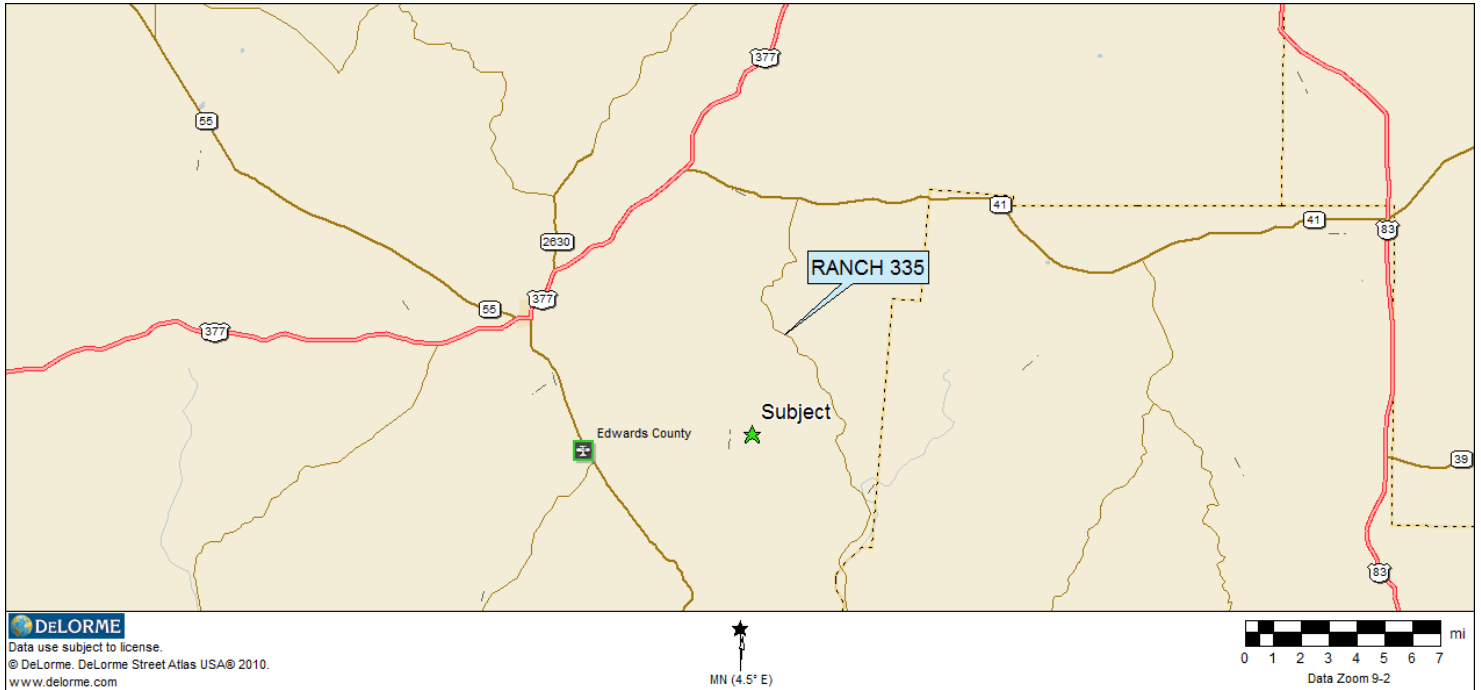 377
55
41
41
2630
83
RANCH 335
377
55
377
Subject
Edwards County
39
83
DELORME
Data use subject to license.
© DeLorme. DeLorme Street Atlas USA® 2010.
www.delorme.com
MN (4.5° E)
mi
0 1 2 3 4 5 6 7
Data Zoom 9-2